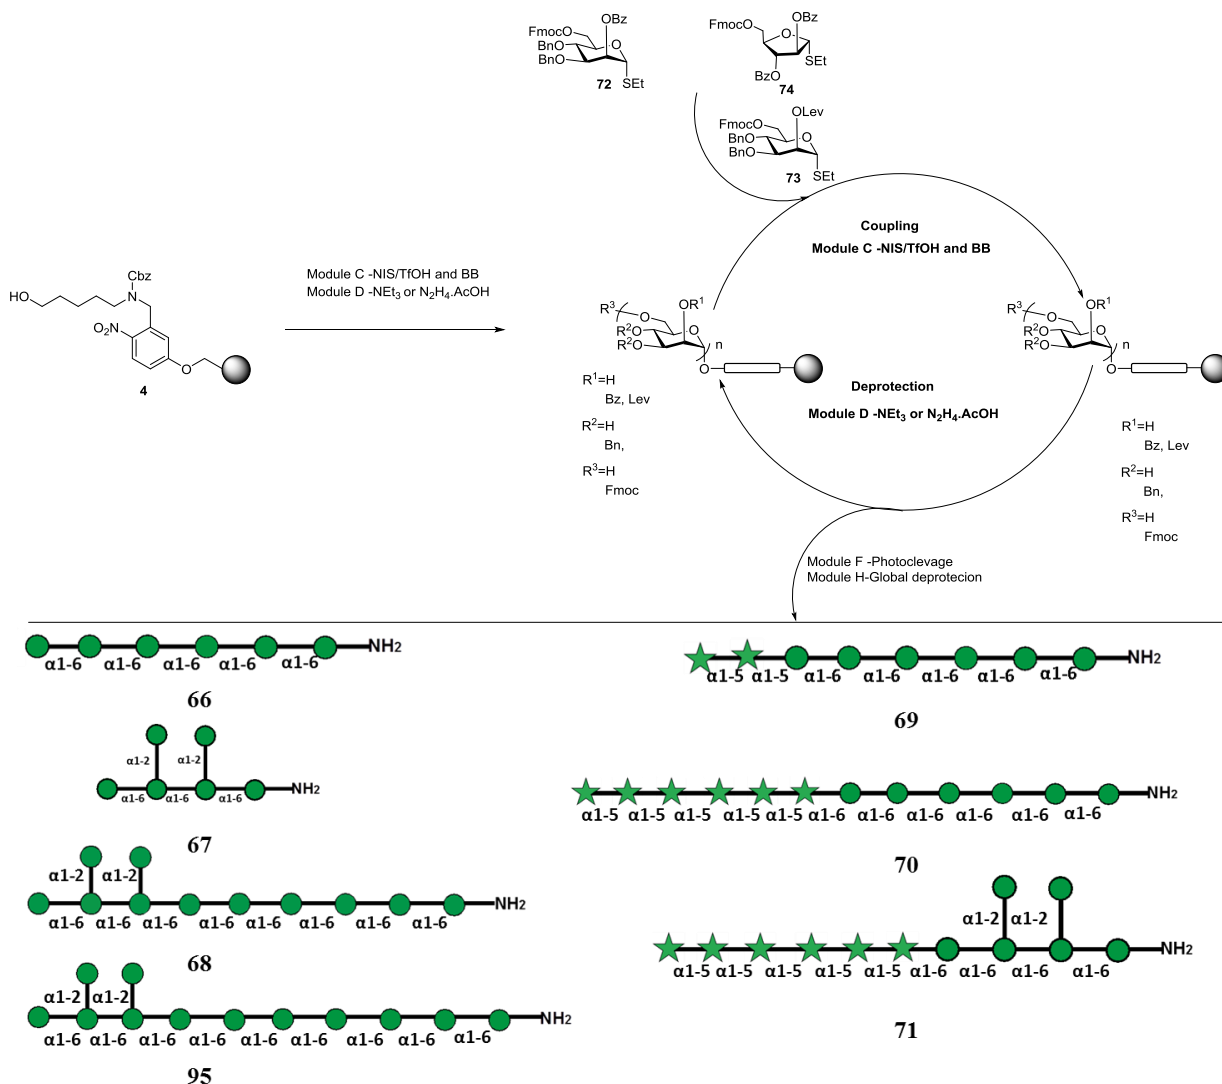 OBz
FmocO
O
BnO
BnO
SEt
72
OBz
FmocO
O
SEt
OBz
74
OLev
FmocO
O
BnO
BnO
SEt
73
Coupling
Module C -NIS/TfOH and BB
Cbz
HO
N
O2N
O
4
Module C -NIS/TfOH and BB
Module D -NEt3 or N2H4.AcOH
R3
O
OR1
R2O
O
R2O
n
O
R1=H
Bz, Lev
R2=H
Bn,
R3=H
Fmoc
Deprotection
Module D -NEt3 or N2H4.AcOH
R3
O
OR1
R2O
O
R2O
n
O
R1=H
Bz, Lev
R2=H
Bn,
R3=H
Fmoc
Module F -Photoclevage
Module H-Global deprotecion
NH2
α1-6 α1-6 α1-6 α1-6 α1-6
66
α1-2 α1-2
NH2
α1-6 α1-6 α1-6
67
α1-2 α1-2
NH2
α1-6 α1-6 α1-6 α1-6 α1-6 α1-6 α1-6 α1-6
68
α1-2 α1-2
NH2
α1-6 α1-6 α1-6 α1-6 α1-6 α1-6 α1-6 α1-6 α1-6
95
NH2
α1-5 α1-5 α1-6 α1-6 α1-6 α1-6 α1-6
69
NH2
α1-5 α1-5 α1-5 α1-5 α1-5 α1-6 α1-6 α1-6 α1-6 α1-6 α1-6
70
α1-2 α1-2
NH2
α1-5 α1-5 α1-5 α1-5 α1-5 α1-6 α1-6 α1-6 α1-6
71